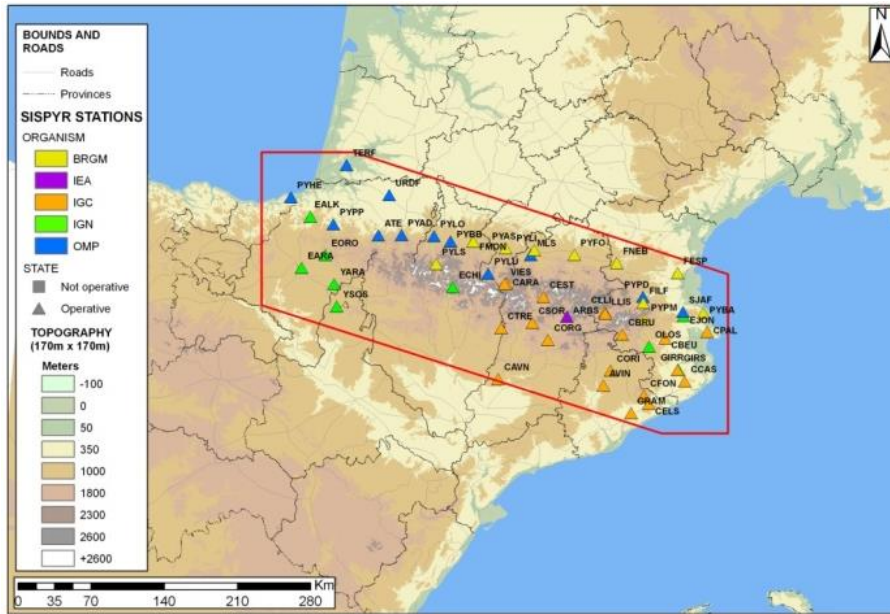 BOUNDS AND
ROADS
Roads
Provinces
SISPYR STATIONS
ORGANISM
BRGM
IEA
IGC
IGN
OMP
STATE
Not operative
Operative
TOPOGRAPHY
(170m x 170m)
Meters
-100
0
50
350
1000
1800
2300
2600
+2600
N
TERF
PYHE
URDF
EALK
PYPP
ATE
PYAD
PYLO
PYBB
PYAS
PYLI
EORO
FMON
MLS
PYFO
FNEB
EARA
PYLS
PYLU
FESP
YARA
ECHI
VIES
CARA
CEST
PYPD
FILF
YSOS
CTRE
CSOR
ARBS
CLLI
LLIS
PYPM
SJAF
PYBA
CORG
CBRU
EJON
CPAL
OLOS
CBEU
CAVN
CORI
GIRR
GIRS
AVIN
CFON
CCAS
GRAM
CELS
Km
0 35 70 140 210 280